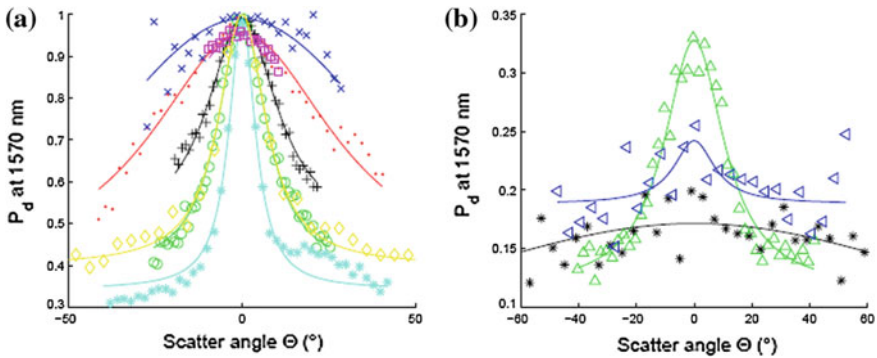 (a)
P_d at 1570 nm
1
0.9
0.8
0.7
0.6
0.5
0.4
0.3
−50
0
50
Scatter angle Θ (°)
(b)
P_d at 1570 nm
0.35
0.3
0.25
0.2
0.15
0.1
−60 −40 −20 0 20 40 60
Scatter angle Θ (°)